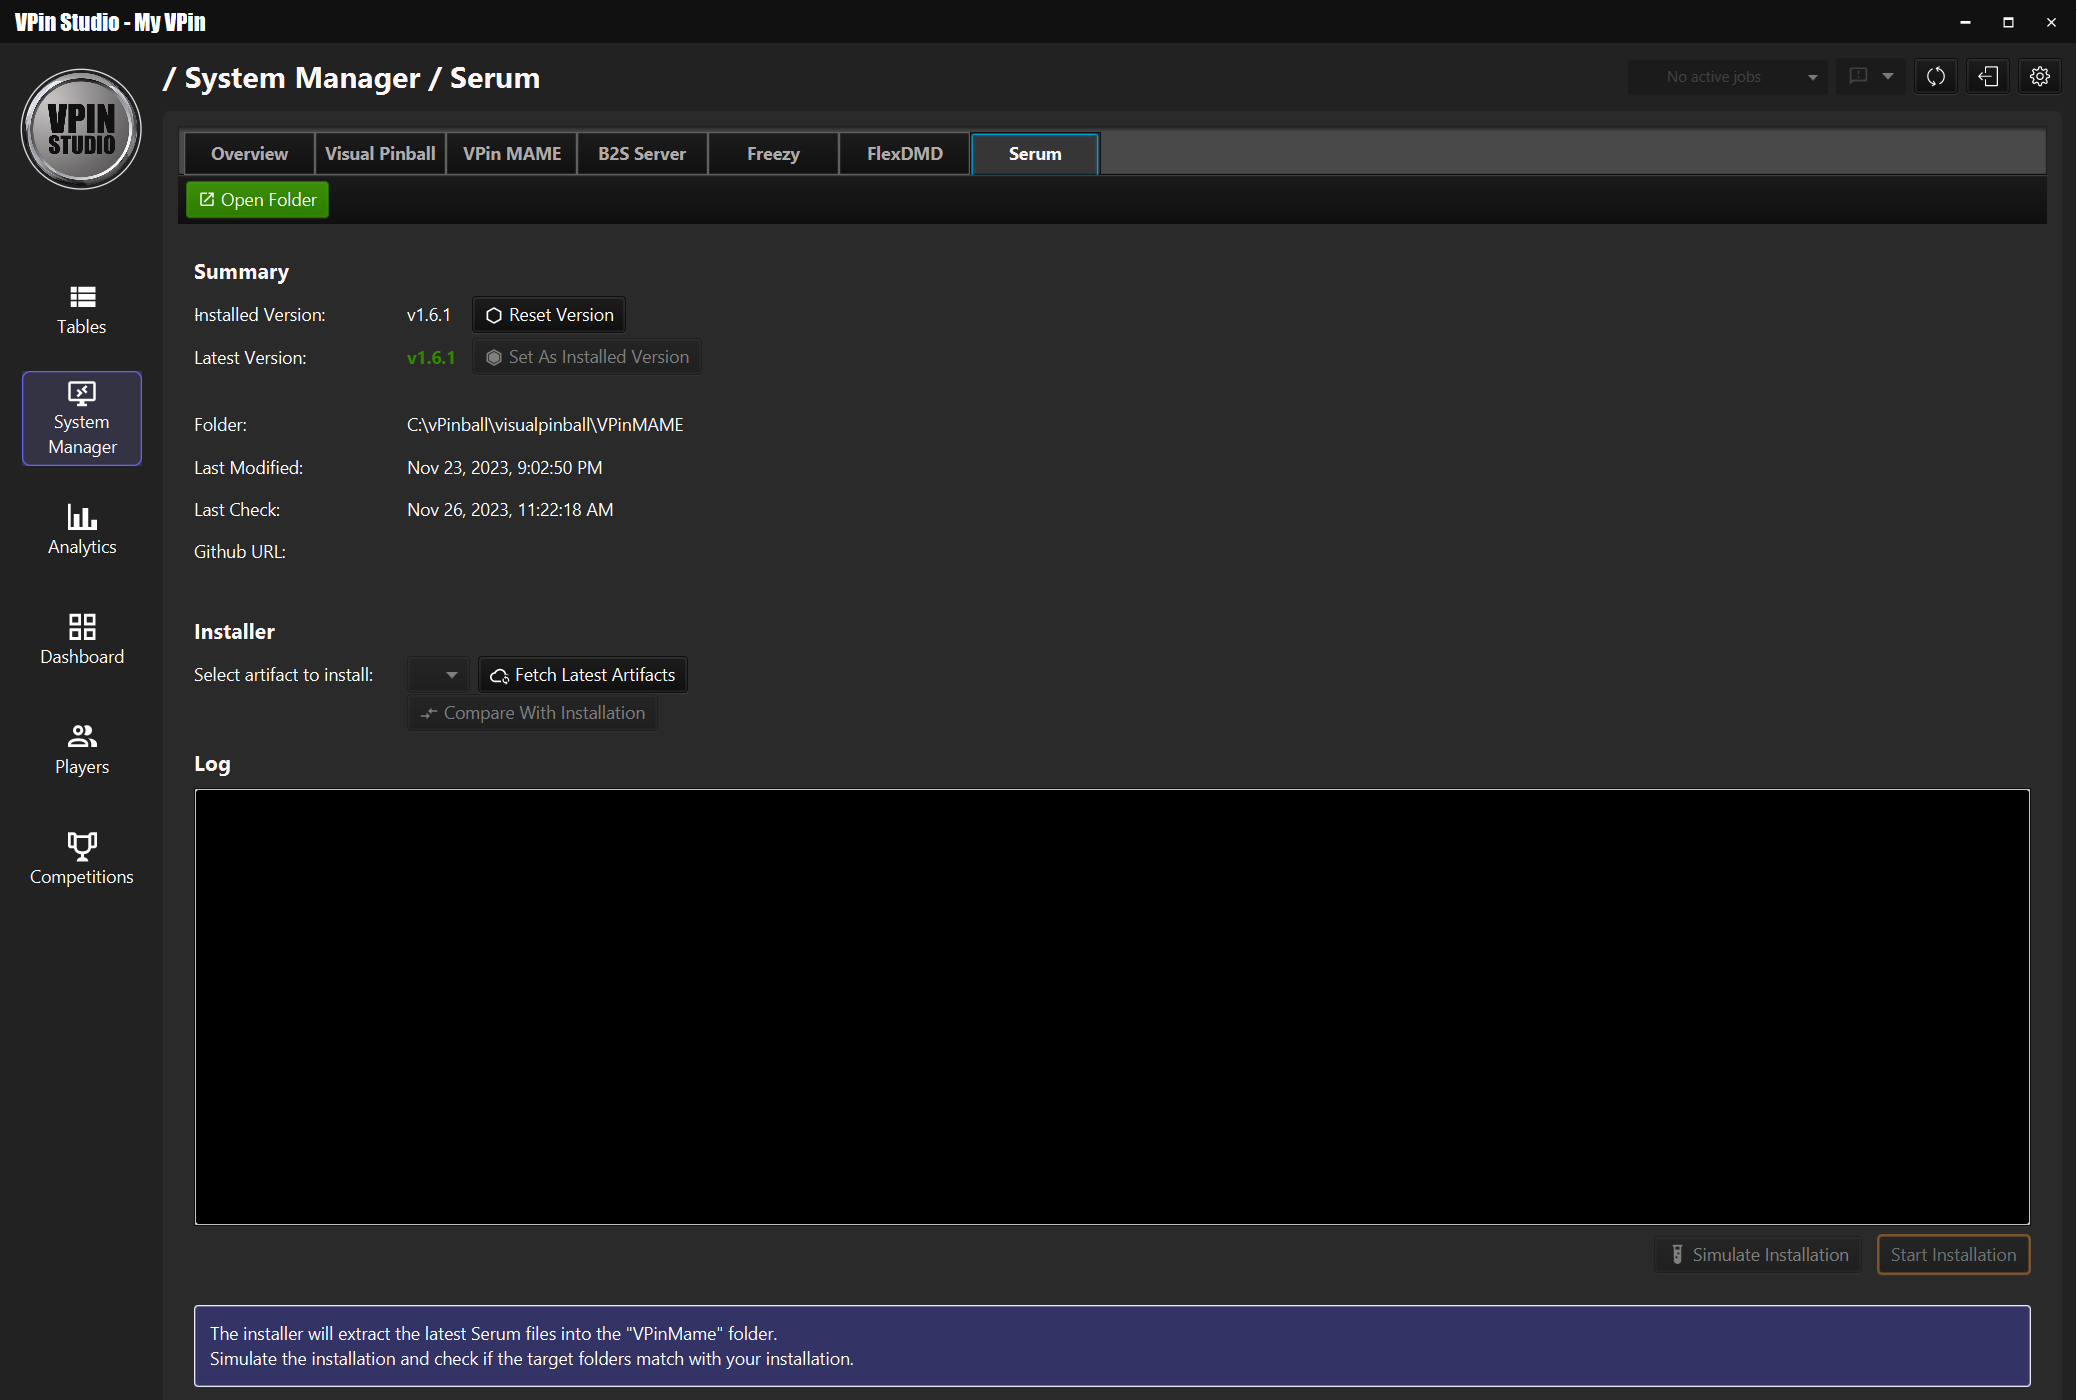 VPin Studio - My VPin
VPIN
STUDIO
/ System Manager / Serum
No active jobs
Overview
Visual Pinball
VPin MAME
B2S Server
Freezy
FlexDMD
Serum
Open Folder
Tables
System
Manager
Analytics
Dashboard
Players
Competitions
Summary
Installed Version:
v1.6.1
Reset Version
Latest Version:
v1.6.1
Set As Installed Version
Folder:
C:\vPinball\visualpinball\VPinMAME
Last Modified:
Nov 23, 2023, 9:02:50 PM
Last Check:
Nov 26, 2023, 11:22:18 AM
Github URL:
Installer
Select artifact to install:
Fetch Latest Artifacts
Compare With Installation
Log
Simulate Installation
Start Installation
The installer will extract the latest Serum files into the "VPinMame" folder.
Simulate the installation and check if the target folders match with your installation.